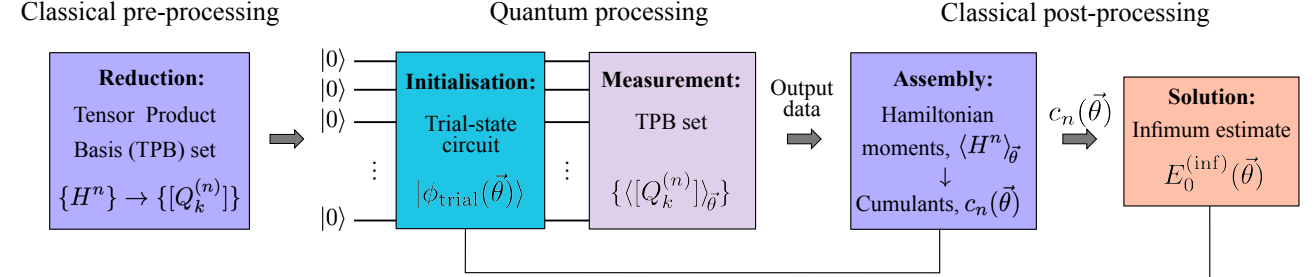 Classical pre-processing
Quantum processing
Classical post-processing
Reduction:
Tensor Product
Basis (TPB) set
{Hⁿ} → {[Q_k^{(n)}]}
|0⟩
|0⟩
|0⟩
⋮
|0⟩
Initialisation:
Trial-state
circuit
|ϕ_trial(θ⃗)⟩
Measurement:
TPB set
{⟨[Q_k^{(n)}]⟩_θ⃗}
⋮
Output
data
Assembly:
Hamiltonian
moments, ⟨Hⁿ⟩_θ⃗
↓
Cumulants, c_n(θ⃗)
c_n(θ⃗)
Solution:
Infimum estimate
E_0^{(inf)}(θ⃗)